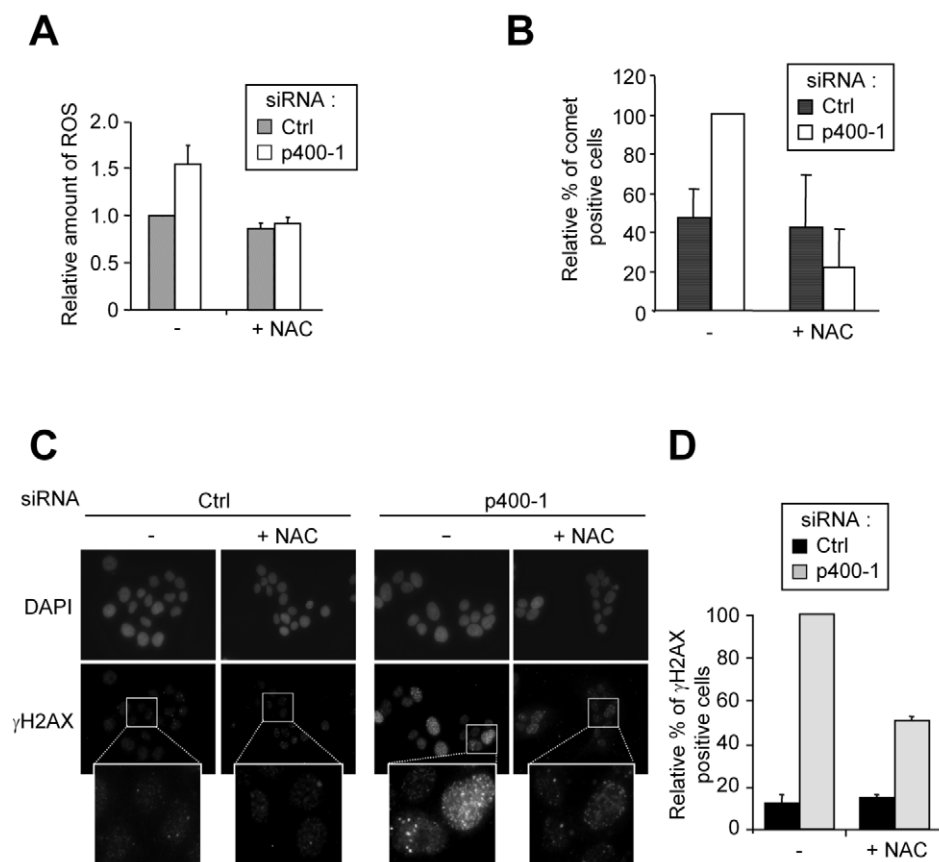 A
siRNA :
Ctrl
p400-1
Relative amount of ROS
2.0
1.5
1.0
0.5
0
-
+ NAC
B
siRNA :
Ctrl
p400-1
Relative % of comet
positive cells
120
100
80
60
40
20
0
-
+ NAC
C
siRNA
Ctrl
p400-1
-
+ NAC
–
+ NAC
DAPI
γH2AX
D
siRNA :
Ctrl
p400-1
Relative % of γH2AX
positive cells
100
80
60
40
20
0
-
+ NAC